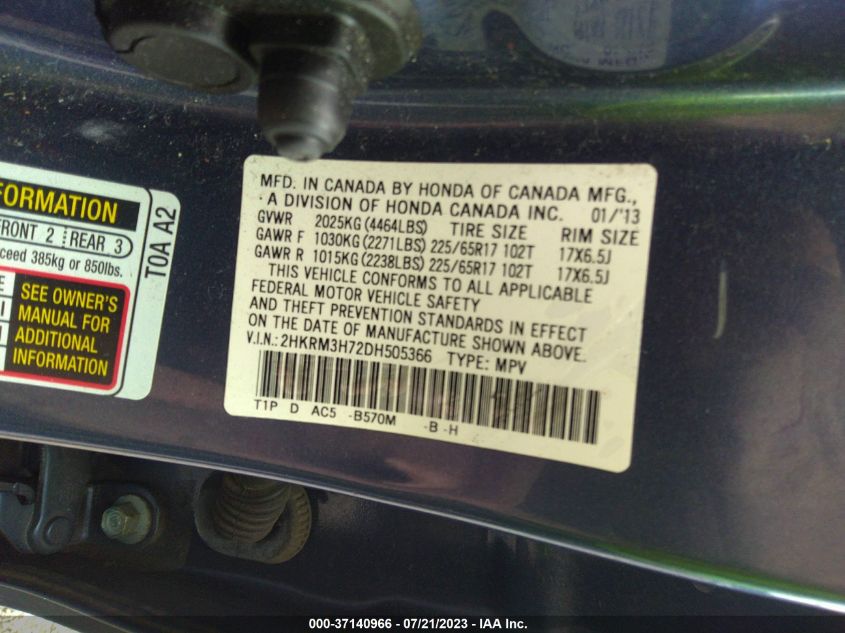 FORMATION
FRONT 2 REAR 3
ceed 385kg or 850lbs.
SEE OWNER'S
MANUAL FOR
ADDITIONAL
INFORMATION
T0A A2
MFD. IN CANADA BY HONDA OF CANADA MFG.,
A DIVISION OF HONDA CANADA INC. 01/'13
GVWR 2025KG (4464LBS) TIRE SIZE RIM SIZE
GAWR F 1030KG (2271LBS) 225/65R17 102T 17X6.5J
GAWR R 1015KG (2238LBS) 225/65R17 102T 17X6.5J
THIS VEHICLE CONFORMS TO ALL APPLICABLE
FEDERAL MOTOR VEHICLE SAFETY
AND THEFT PREVENTION STANDARDS IN EFFECT
ON THE DATE OF MANUFACTURE SHOWN ABOVE.
V.I.N.: 2HKRM3H72DH505366 TYPE: MPV
T1P D AC5 -B570M -B -H
000-37140966 - 07/21/2023 - IAA Inc.